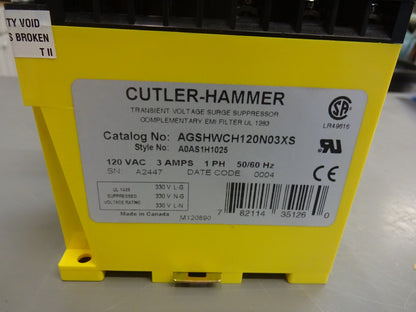 TY VOID
S BROKEN
T II
CUTLER-HAMMER
TRANSIENT VOLTAGE SURGE SUPPRESSOR
COMPLEMENTARY EMI FILTER UL 1283
LR49616
Catalog No: AGSHWCH120N03XS
Style No: A0AS1H1025
120 VAC 3 AMPS 1 PH 50/60 Hz
SN: A2447 DATE CODE: 0004
UL 1449
SUPPRESSED
VOLTAGE RATING
330 V L-G
330 V N-G
330 V L-N
Made in Canada
M120890
7 82114 35126 0